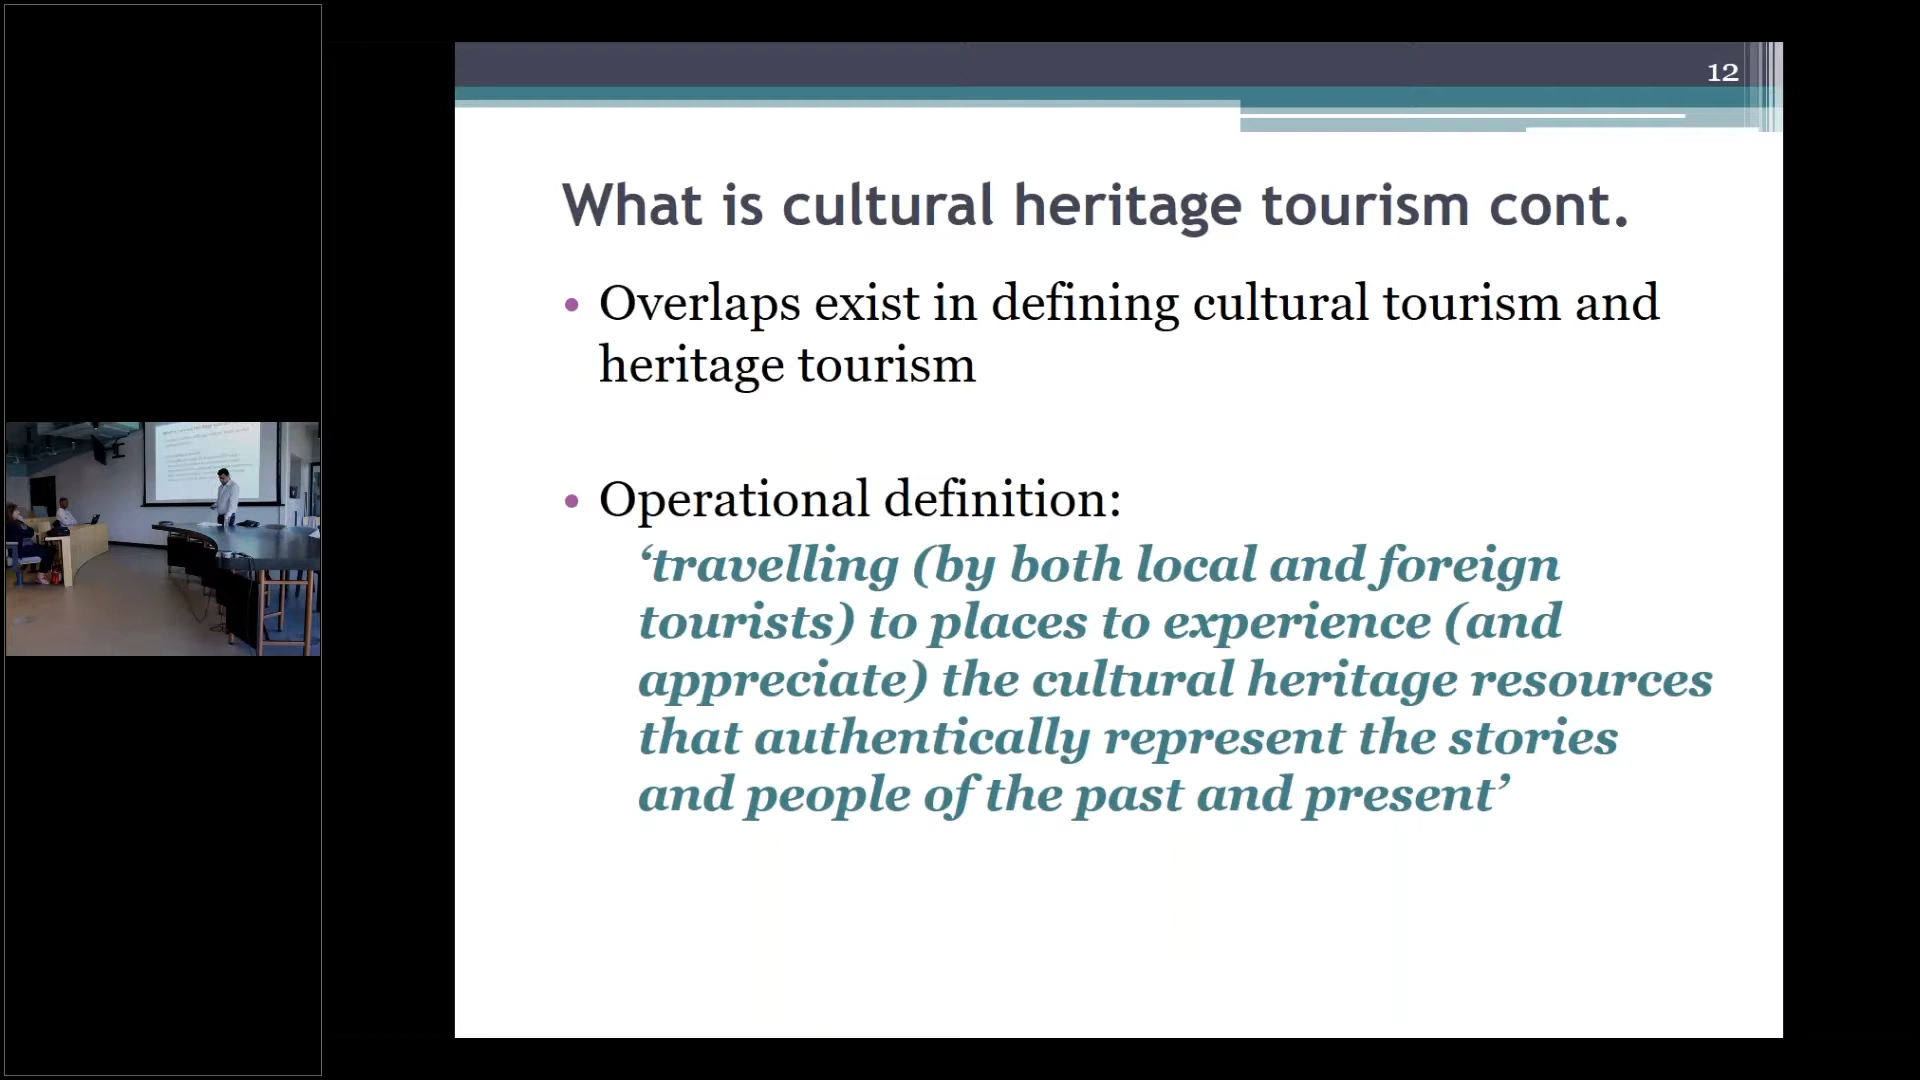 12
What is cultural heritage tourism cont.
• Overlaps exist in defining cultural tourism and
heritage tourism
• Operational definition:
‘travelling (by both local and foreign
tourists) to places to experience (and
appreciate) the cultural heritage resources
that authentically represent the stories
and people of the past and present’